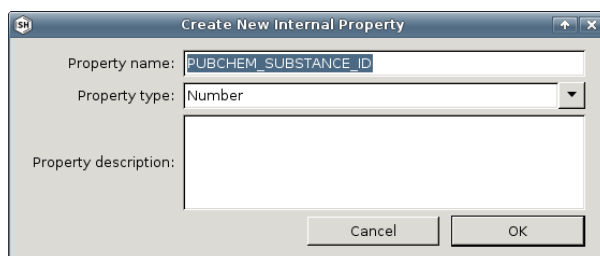 SH Create New Internal Property
Property name: PUBCHEM_SUBSTANCE_ID
Property type: Number
Property description:
Cancel OK